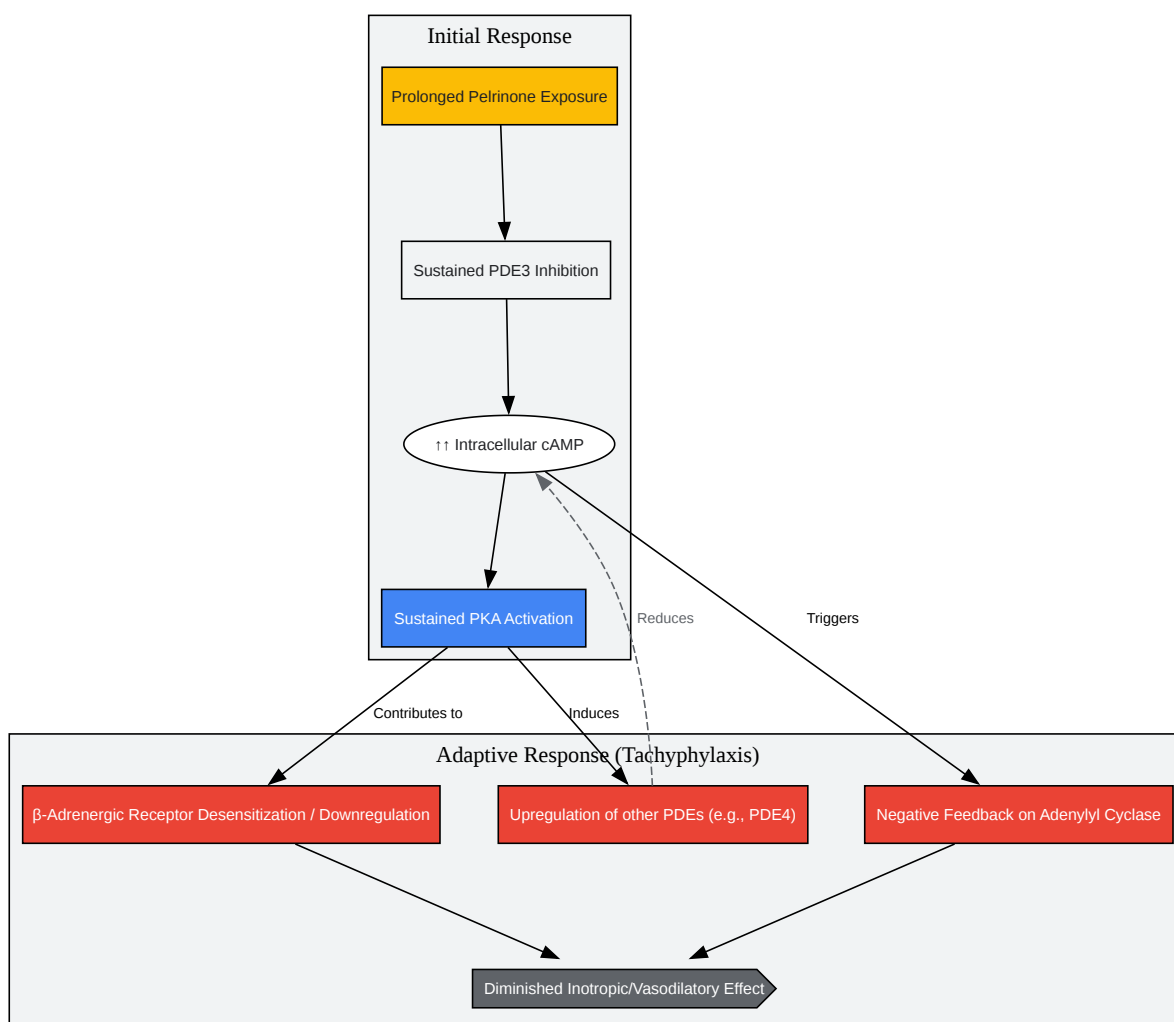 Initial Response
Prolonged Pelrinone Exposure
Sustained PDE3 Inhibition
↑↑ Intracellular cAMP
Sustained PKA Activation
Reduces
Triggers
Contributes to
Induces
Adaptive Response (Tachyphylaxis)
β-Adrenergic Receptor Desensitization / Downregulation
Upregulation of other PDEs (e.g., PDE4)
Negative Feedback on Adenylyl Cyclase
Diminished Inotropic/Vasodilatory Effect